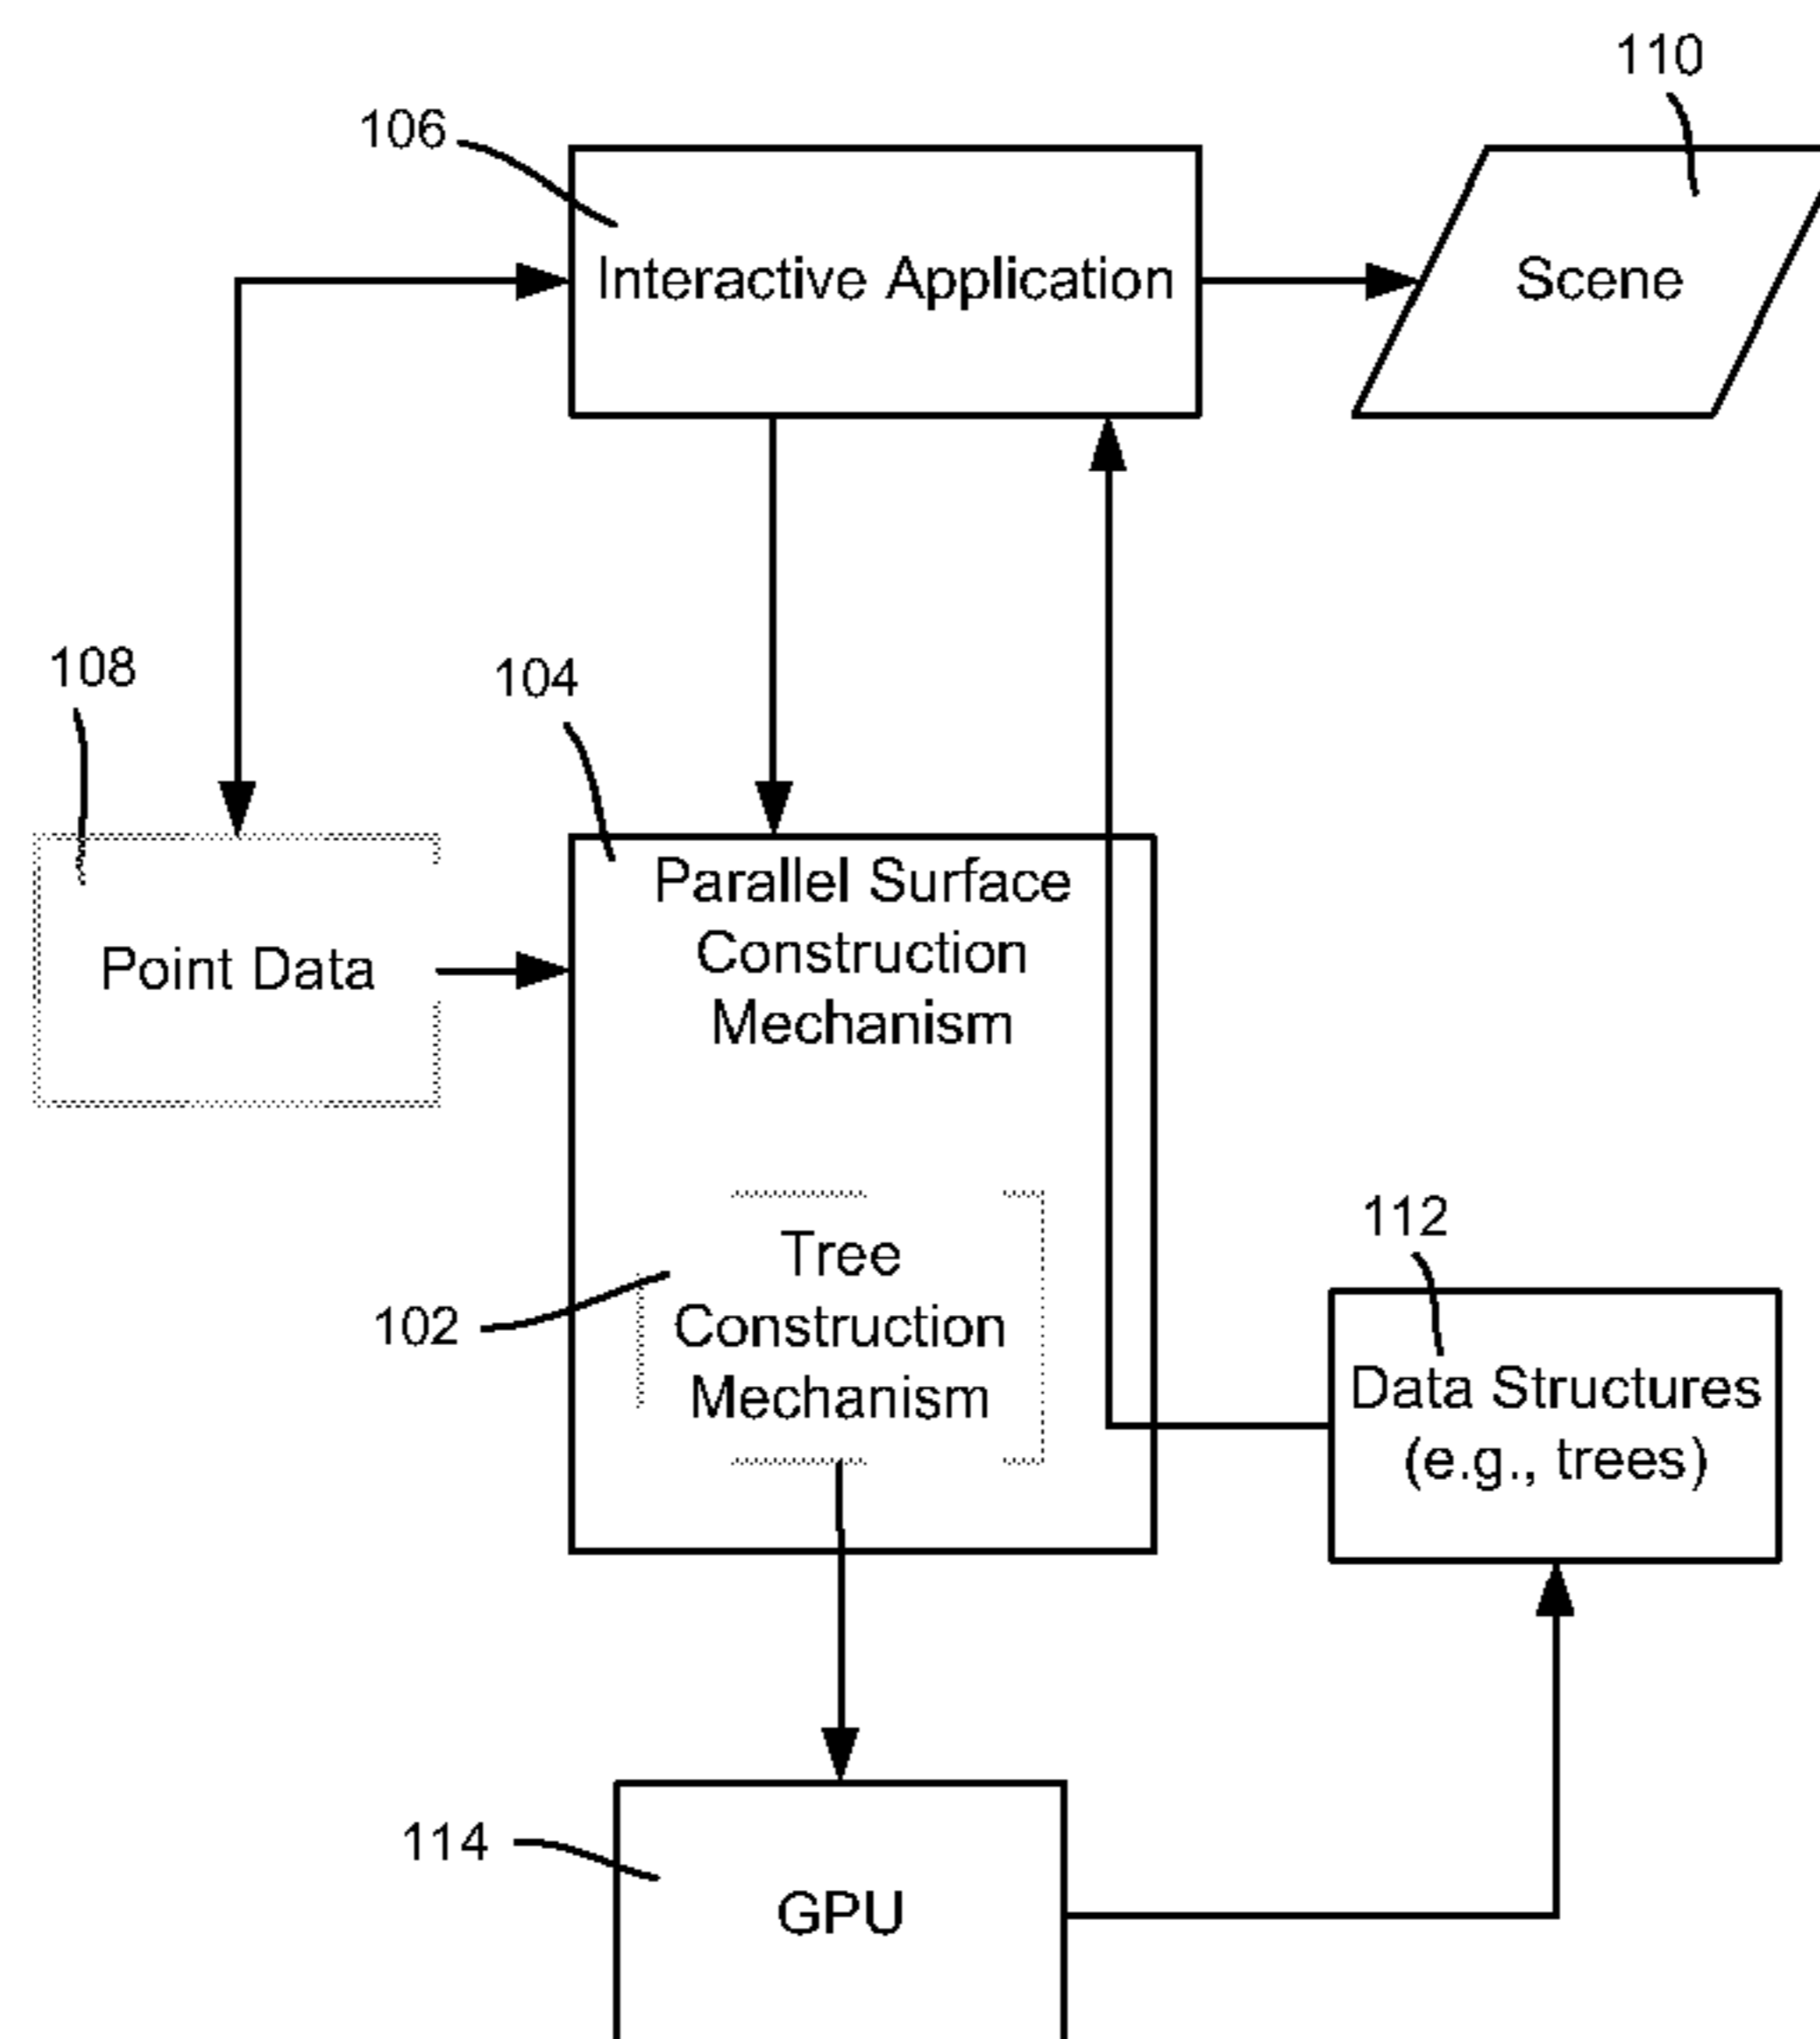 110
106
Interactive Application
Scene
108
104
Parallel Surface
Construction
Mechanism
Point Data
112
Tree
Construction
Mechanism
102
Data Structures
(e.g., trees)
114
GPU